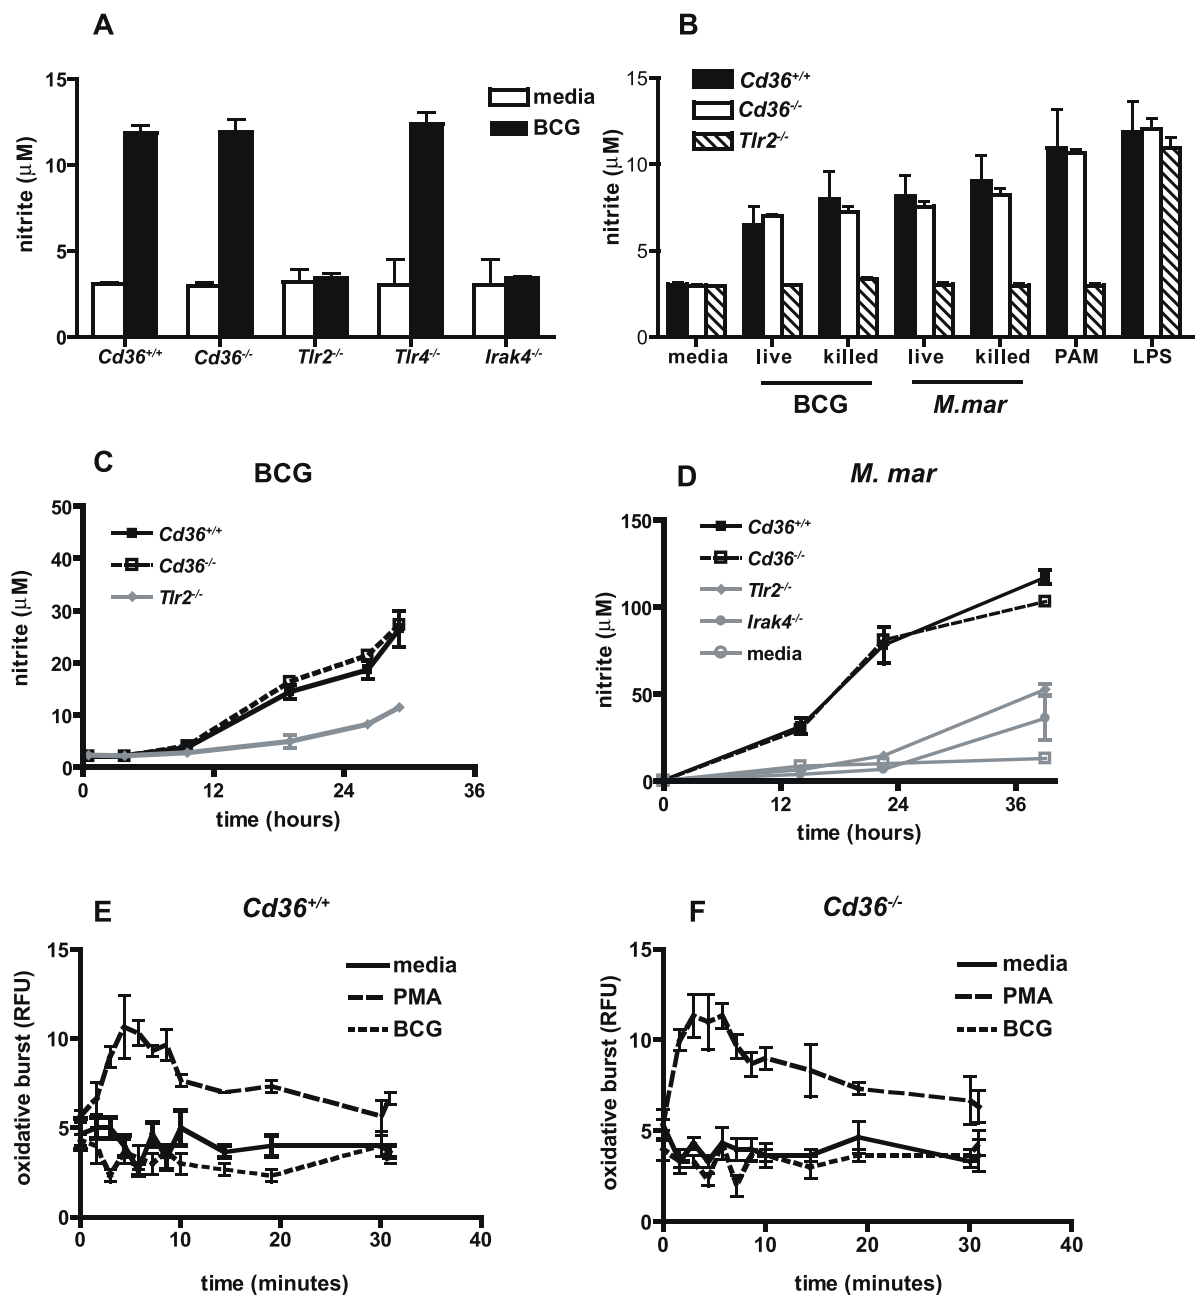 A
15
10
5
0
nitrite (μM)
media
BCG
Cd36+/+
Cd36-/-
Tlr2-/-
Tlr4-/-
Irak4-/-
B
15
10
5
0
nitrite (μM)
Cd36+/+
Cd36-/-
Tlr2-/-
media
live
killed
live
killed
PAM
LPS
BCG
M.mar
C
BCG
50
40
30
20
10
0
nitrite (μM)
Cd36+/+
Cd36-/-
Tlr2-/-
0 12 24 36
time (hours)
D
M. mar
150
100
50
0
nitrite (μM)
Cd36+/+
Cd36-/-
Tlr2-/-
Irak4-/-
media
0 12 24 36
time (hours)
E
Cd36+/+
15
10
5
0
oxidative burst (RFU)
media
PMA
BCG
0 10 20 30 40
time (minutes)
F
Cd36-/-
15
10
5
0
oxidative burst (RFU)
media
PMA
BCG
0 10 20 30 40
time (minutes)